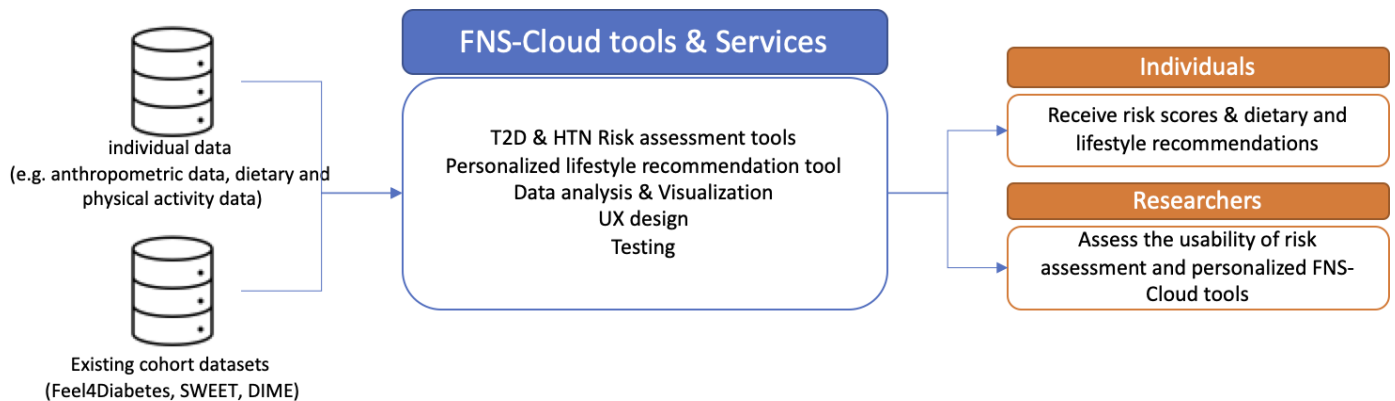 FNS-Cloud tools & Services
individual data
(e.g. anthropometric data, dietary and
physical activity data)
Existing cohort datasets
(Feel4Diabetes, SWEET, DIME)
T2D & HTN Risk assessment tools
Personalized lifestyle recommendation tool
Data analysis & Visualization
UX design
Testing
Individuals
Receive risk scores & dietary and
lifestyle recommendations
Researchers
Assess the usability of risk
assessment and personalized FNS-
Cloud tools